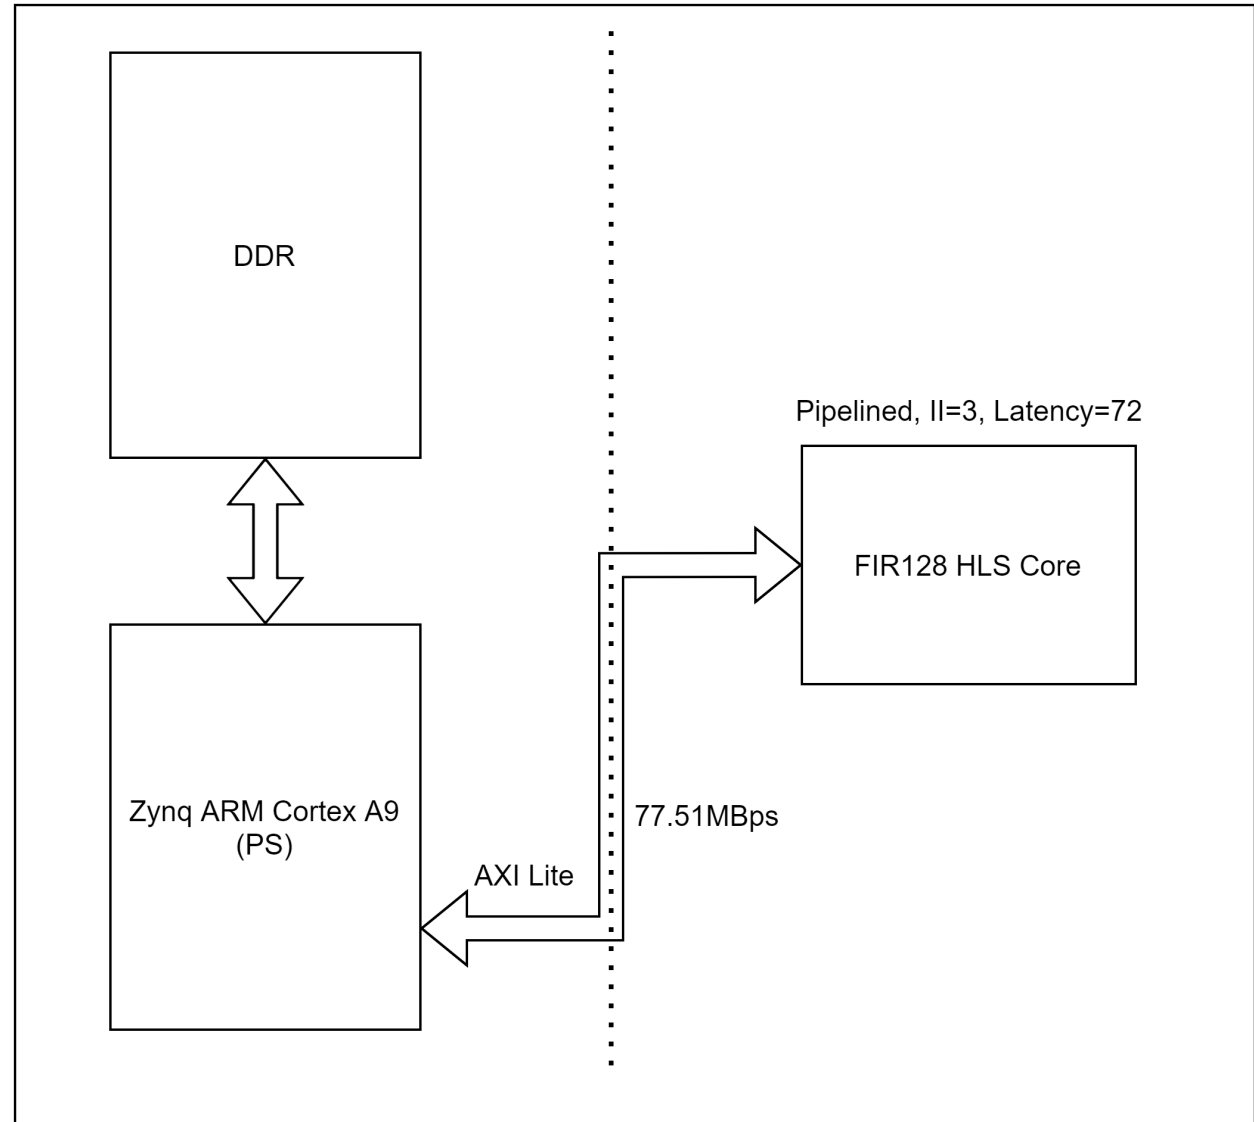 DDR
Pipelined, II=3, Latency=72
FIR128 HLS Core
Zynq ARM Cortex A9
(PS)
77.51MBps
AXI Lite